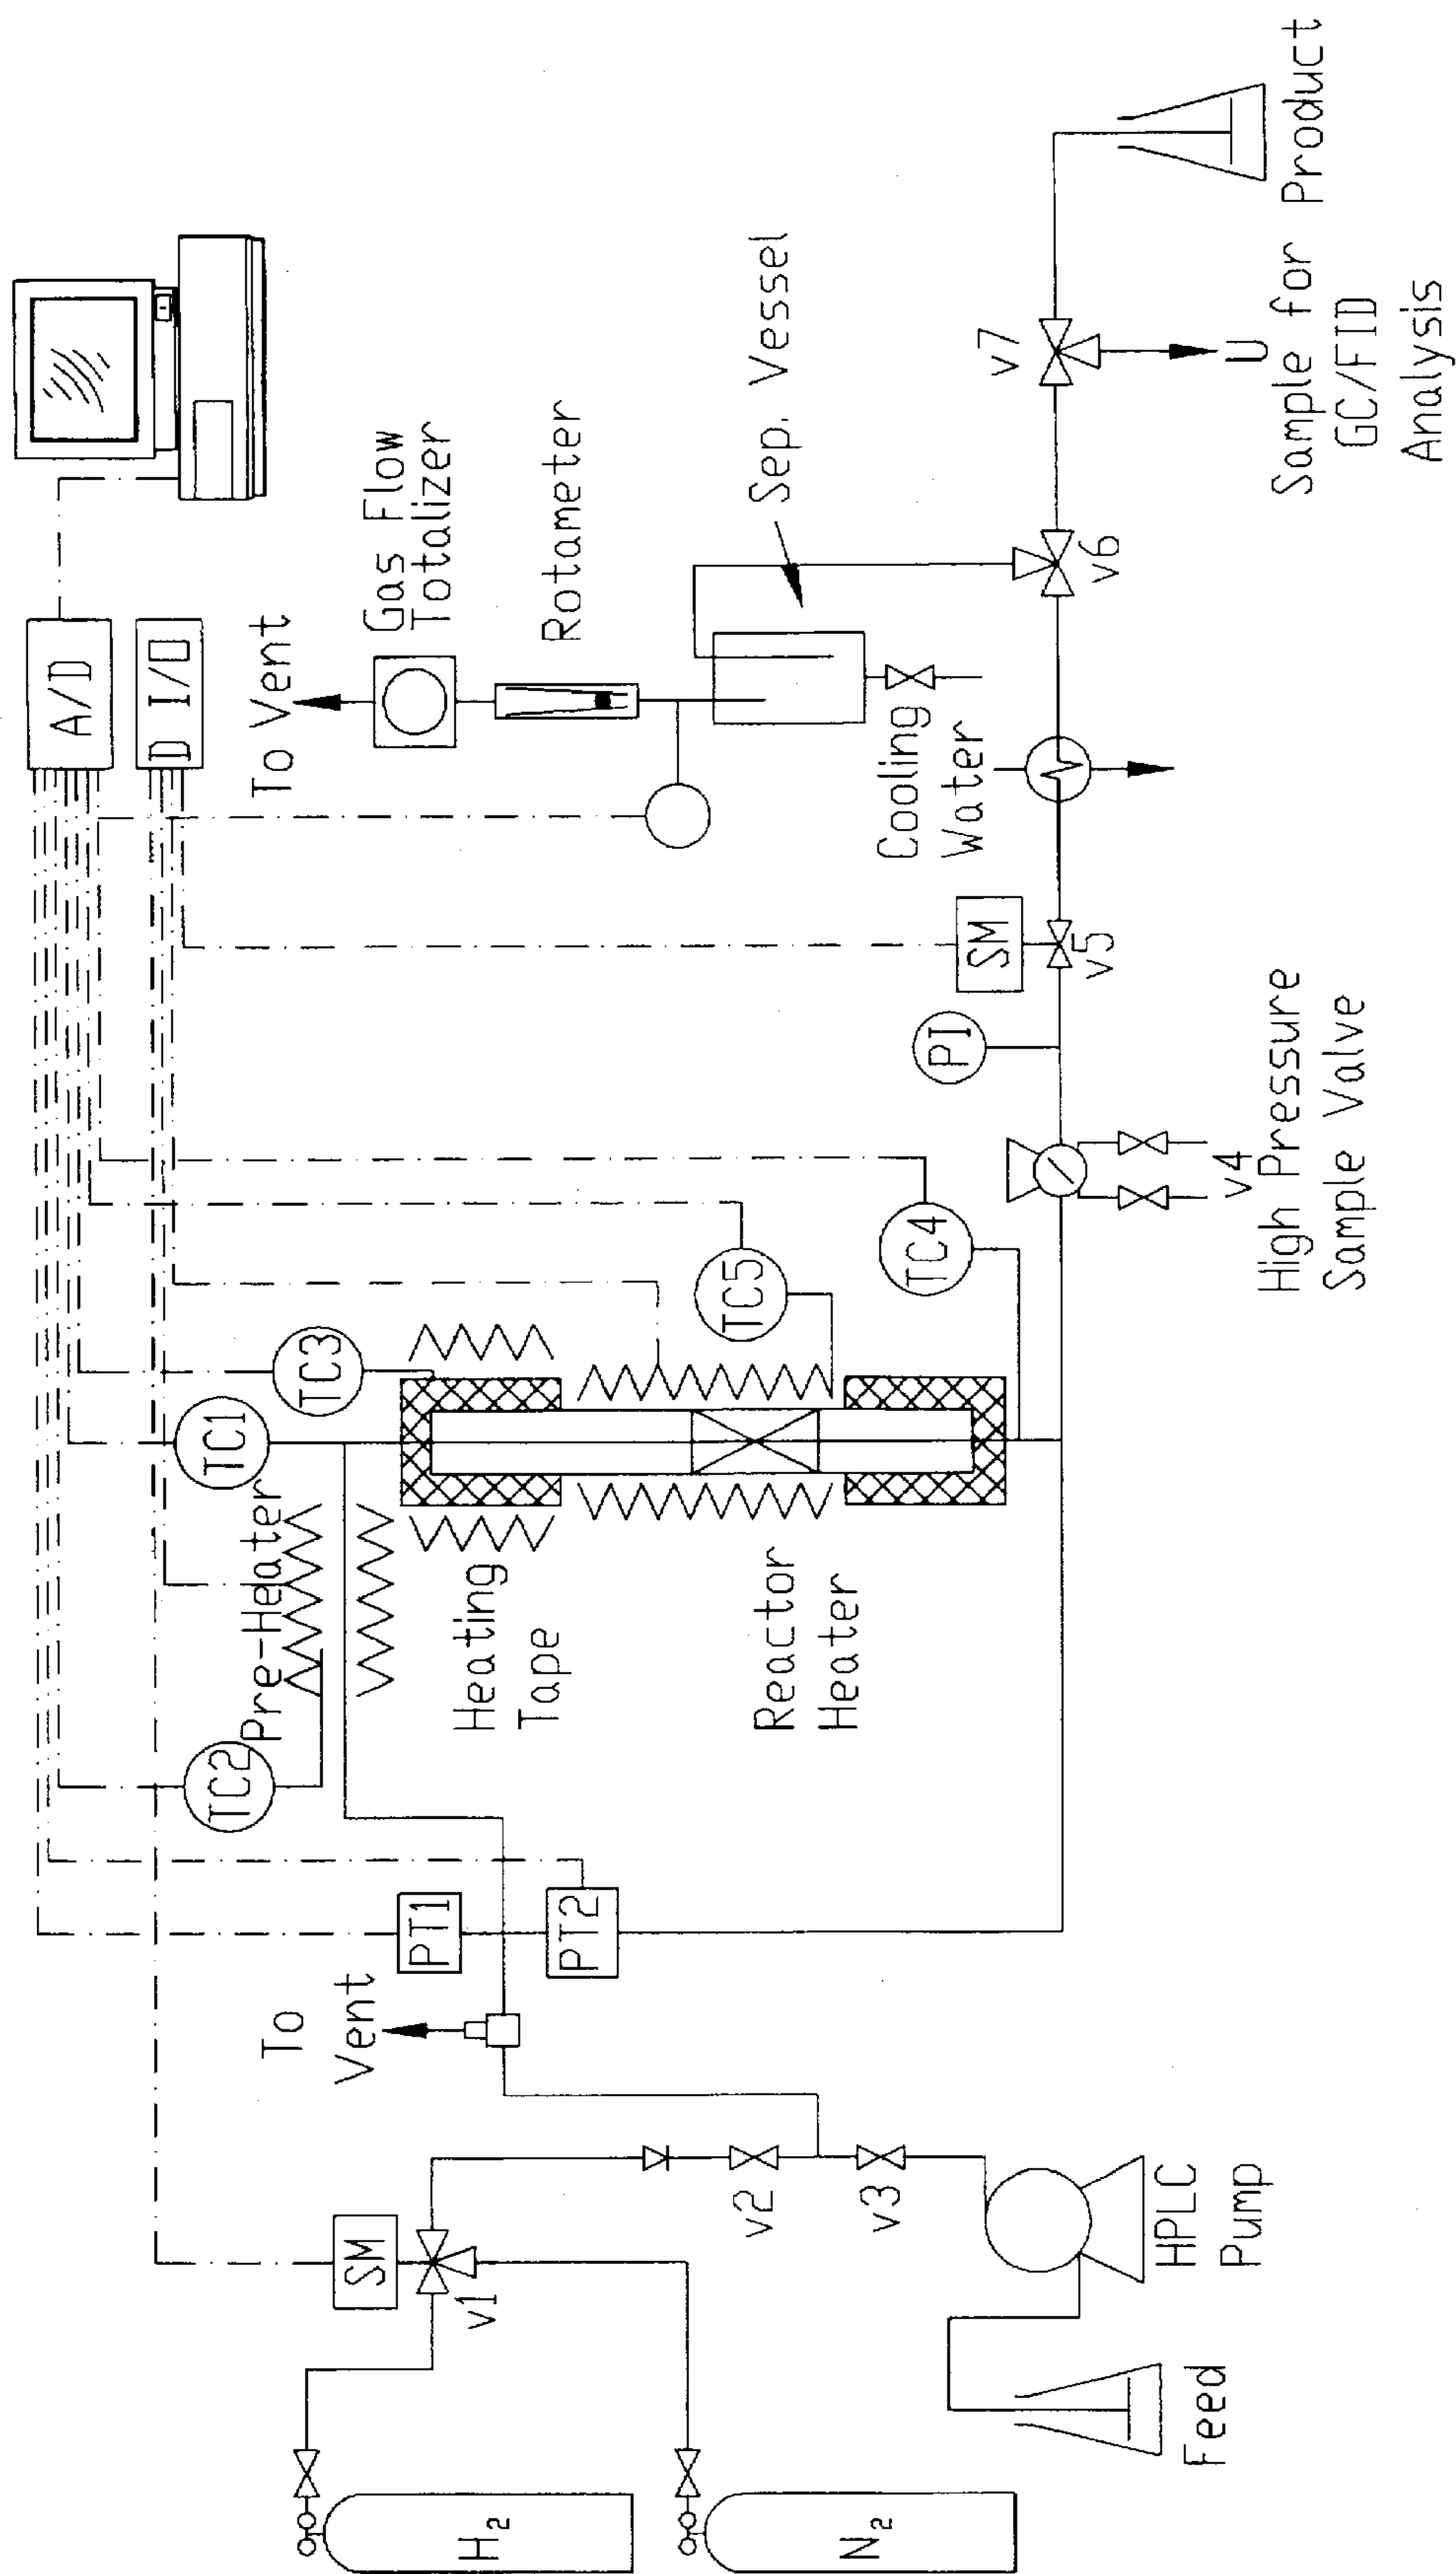 A/D
D I/O
To Vent
Gas Flow
Totalizer
Rotameter
Sep. Vessel
Cooling
Water
H₂
N₂
SM
v1
v2
v3
Feed
HPLC
Pump
To
Vent
PT1
PT2
TC2
Pre-Heater
TC1
TC3
Heating
Tape
Reactor
Heater
TC5
TC4
v4
High Pressure
Sample Valve
PI
SM
v5
v6
v7
U
Sample for
GC/FID
Analysis
Product